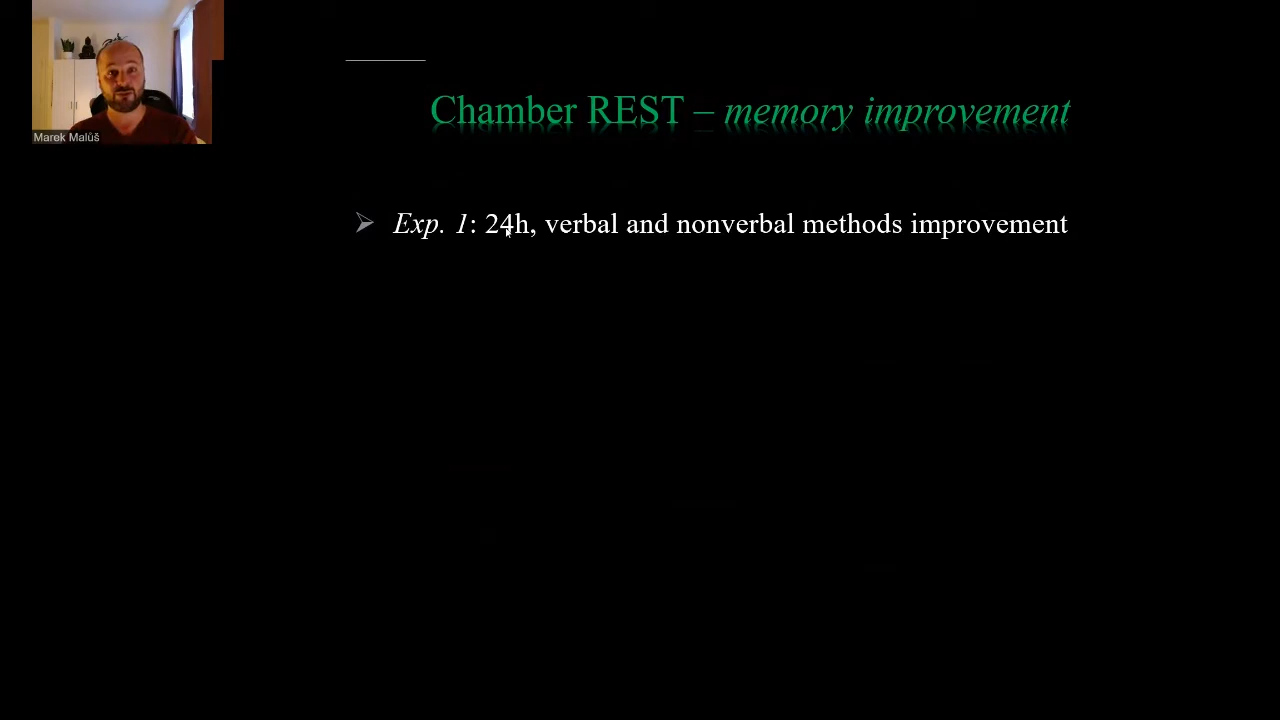 Marek Malůš
Chamber REST – memory improvement
Exp. 1: 24h, verbal and nonverbal methods improvement